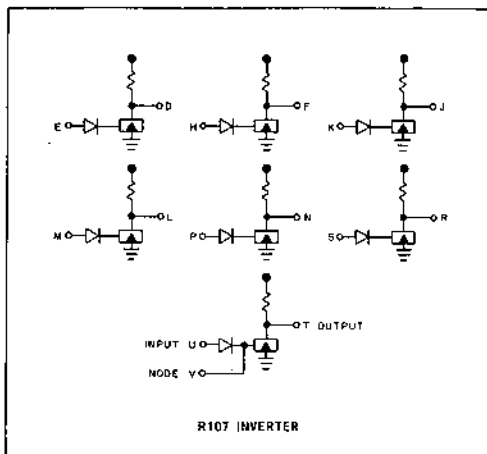 D F J
E H K
L N R
M P S
T OUTPUT
INPUT U
NODE V
R107 INVERTER